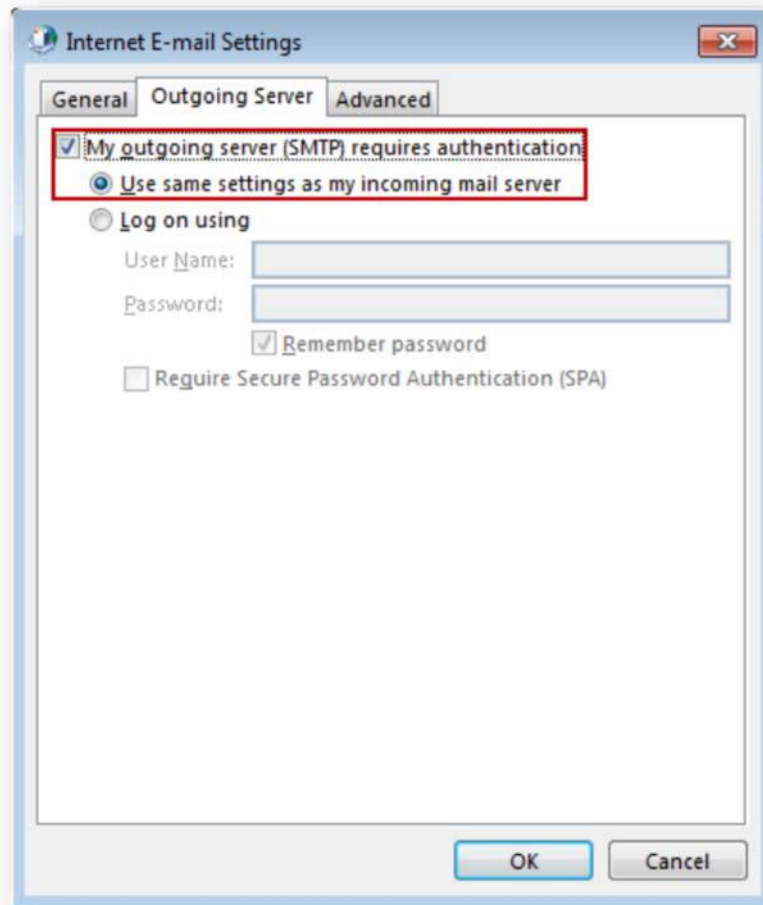 Internet E-mail Settings
General Outgoing Server Advanced
My outgoing server (SMTP) requires authentication
Use same settings as my incoming mail server
Log on using
User Name:
Password:
Remember password
Require Secure Password Authentication (SPA)
OK Cancel